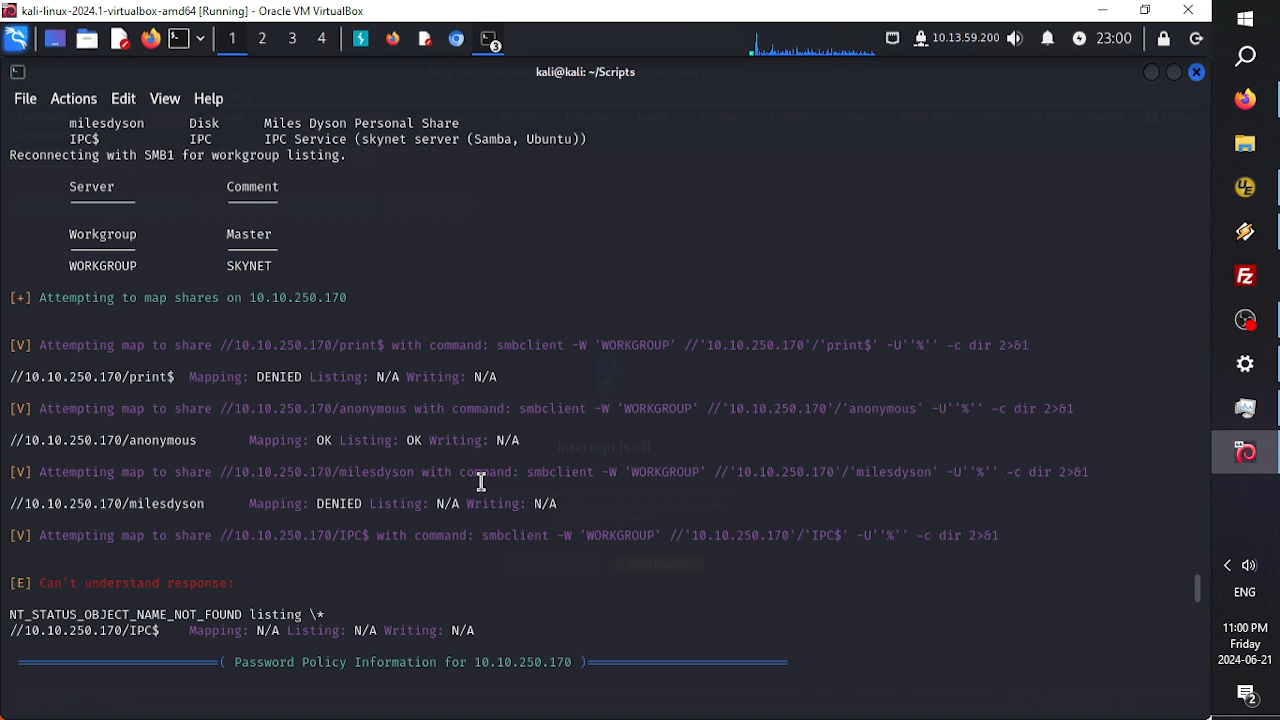 kali-linux-2024.1-virtualbox-amd64 [Running] - Oracle VM VirtualBox
1 2 3 4 3 10.13.59.200 23:00
kali@kali: ~/Scripts
File Actions Edit View Help
milesdyson Disk Miles Dyson Personal Share
IPC$ IPC IPC Service (skynet server (Samba, Ubuntu))
Reconnecting with SMB1 for workgroup listing.
Server Comment
Workgroup Master
WORKGROUP SKYNET
[+] Attempting to map shares on 10.10.250.170
[V] Attempting map to share //10.10.250.170/print$ with command: smbclient -W 'WORKGROUP' //'10.10.250.170'/'print$' -U''%'' -c dir 2>&1
//10.10.250.170/print$ Mapping: DENIED Listing: N/A Writing: N/A
[V] Attempting map to share //10.10.250.170/anonymous with command: smbclient -W 'WORKGROUP' //'10.10.250.170'/'anonymous' -U''%'' -c dir 2>&1
//10.10.250.170/anonymous Mapping: OK Listing: OK Writing: N/A
Intercept is off
[V] Attempting map to share //10.10.250.170/milesdyson with command: smbclient -W 'WORKGROUP' //'10.10.250.170'/'milesdyson' -U''%'' -c dir 2>&1
//10.10.250.170/milesdyson Mapping: DENIED Listing: N/A Writing: N/A
[V] Attempting map to share //10.10.250.170/IPC$ with command: smbclient -W 'WORKGROUP' //'10.10.250.170'/'IPC$' -U''%'' -c dir 2>&1
[E] Can't understand response:
NT_STATUS_OBJECT_NAME_NOT_FOUND listing \*
//10.10.250.170/IPC$ Mapping: N/A Listing: N/A Writing: N/A
( Password Policy Information for 10.10.250.170 )
UE
Fz
ENG
11:00 PM
Friday
2024-06-21
2